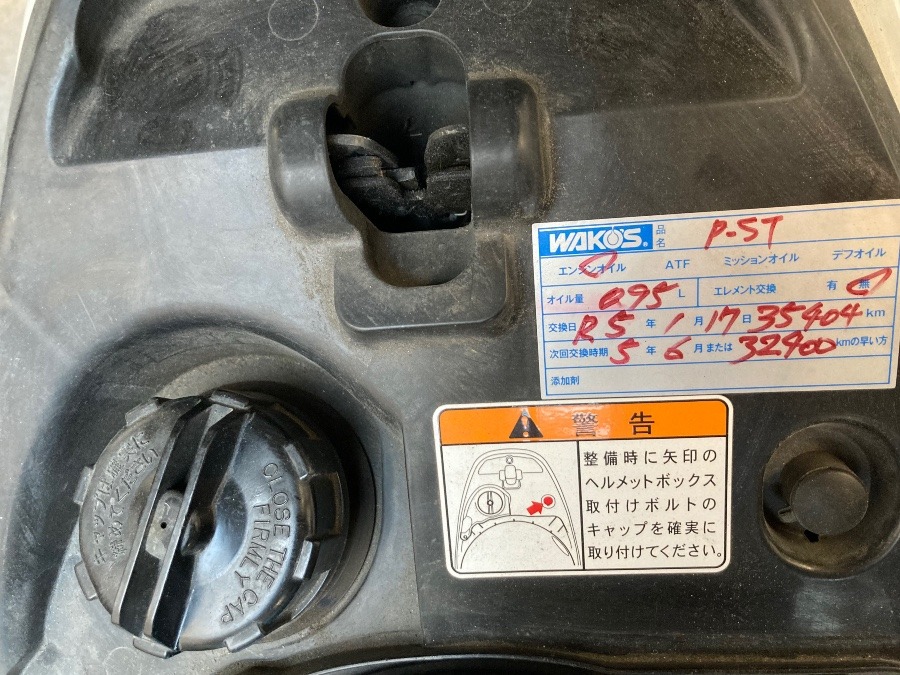 WAKO'S. 品名 P-ST
エンジンオイル ATF ミッションオイル デフオイル
オイル量 0.95 L エレメント交換 有 無
交換日 R5年 1月 17日 35404 km
次回交換時期 5年 6月または 32900 kmの早い方
添加剤
警告
整備時に矢印の
ヘルメットボックス
取付けボルトの
キャップを確実に
取り付けてください。
CLOSE THE CAP
FIRMLY